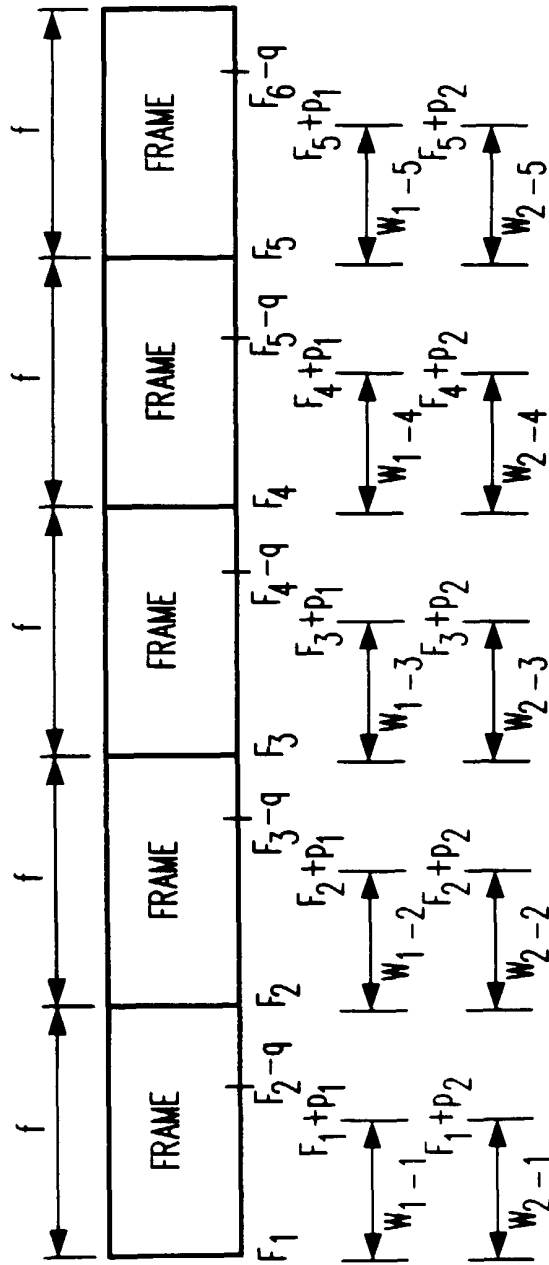 f f f f f
FRAME FRAME FRAME FRAME FRAME
F1 F2-q F2 F3-q F3 F4-q F4 F5-q F5 F6-q
F1+p1 F2+p1 F3+p1 F4+p1 F5+p1
W1-1 W1-2 W1-3 W1-4 W1-5
F1+p2 F2+p2 F3+p2 F4+p2 F5+p2
W2-1 W2-2 W2-3 W2-4 W2-5